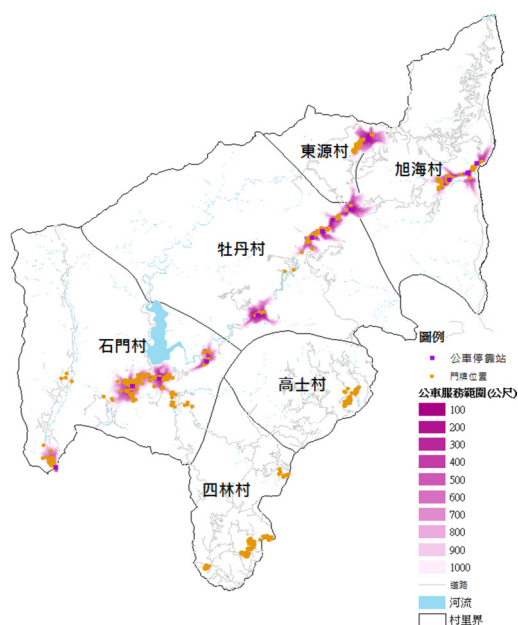 東源村
旭海村
牡丹村
石門村
高士村
四林村
圖例
公車停靠站
門牌位置
公車服務範圍(公尺)
100
200
300
400
500
600
700
800
900
1000
道路
河流
村里界